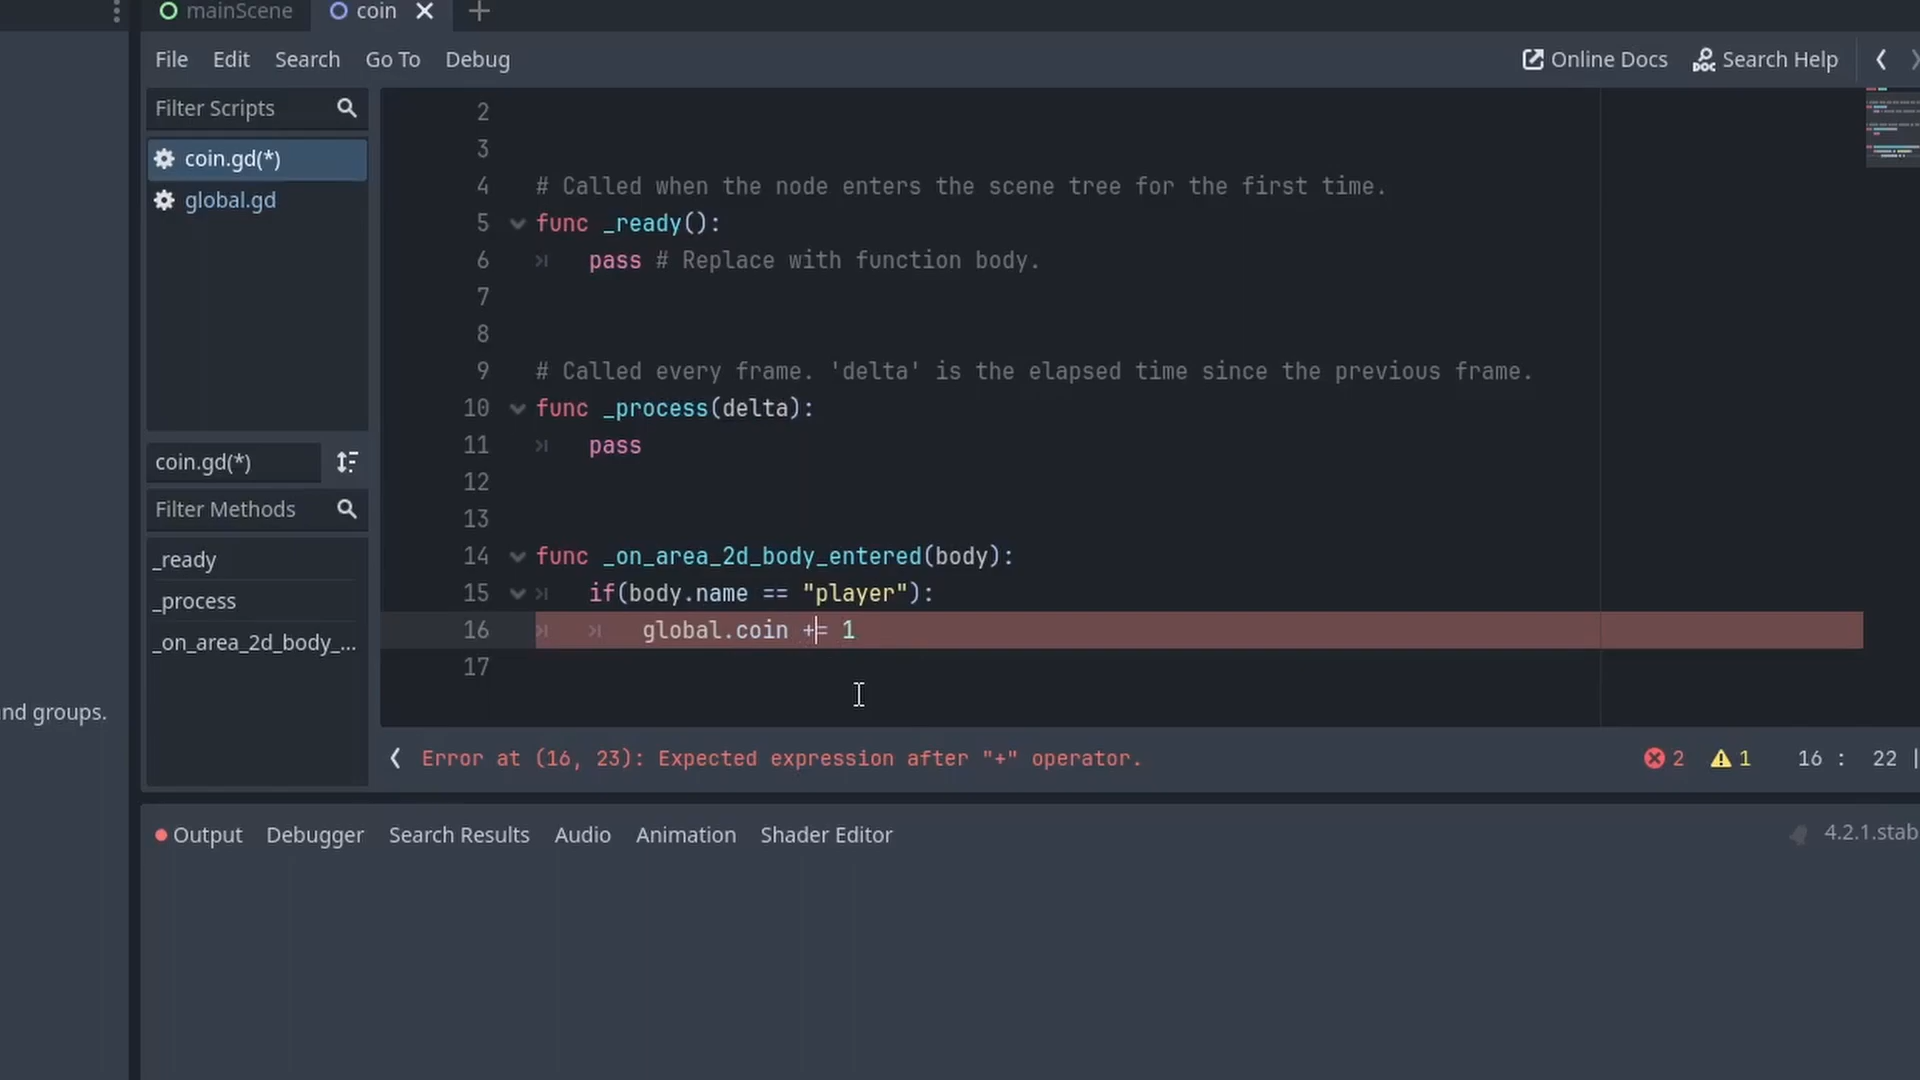 mainScene
coin
File Edit Search Go To Debug
Online Docs
Search Help
Filter Scripts
coin.gd(*)
global.gd
coin.gd(*)
Filter Methods
_ready
_process
_on_area_2d_body_...
2
3
4 # Called when the node enters the scene tree for the first time.
5 func _ready():
6 pass # Replace with function body.
7
8
9 # Called every frame. 'delta' is the elapsed time since the previous frame.
10 func _process(delta):
11 pass
12
13
14 func _on_area_2d_body_entered(body):
15 if(body.name == "player"):
16 global.coin += 1
17
nd groups.
Error at (16, 23): Expected expression after "+" operator.
2 1 16 : 22 |
Output Debugger Search Results Audio Animation Shader Editor
4.2.1.stab